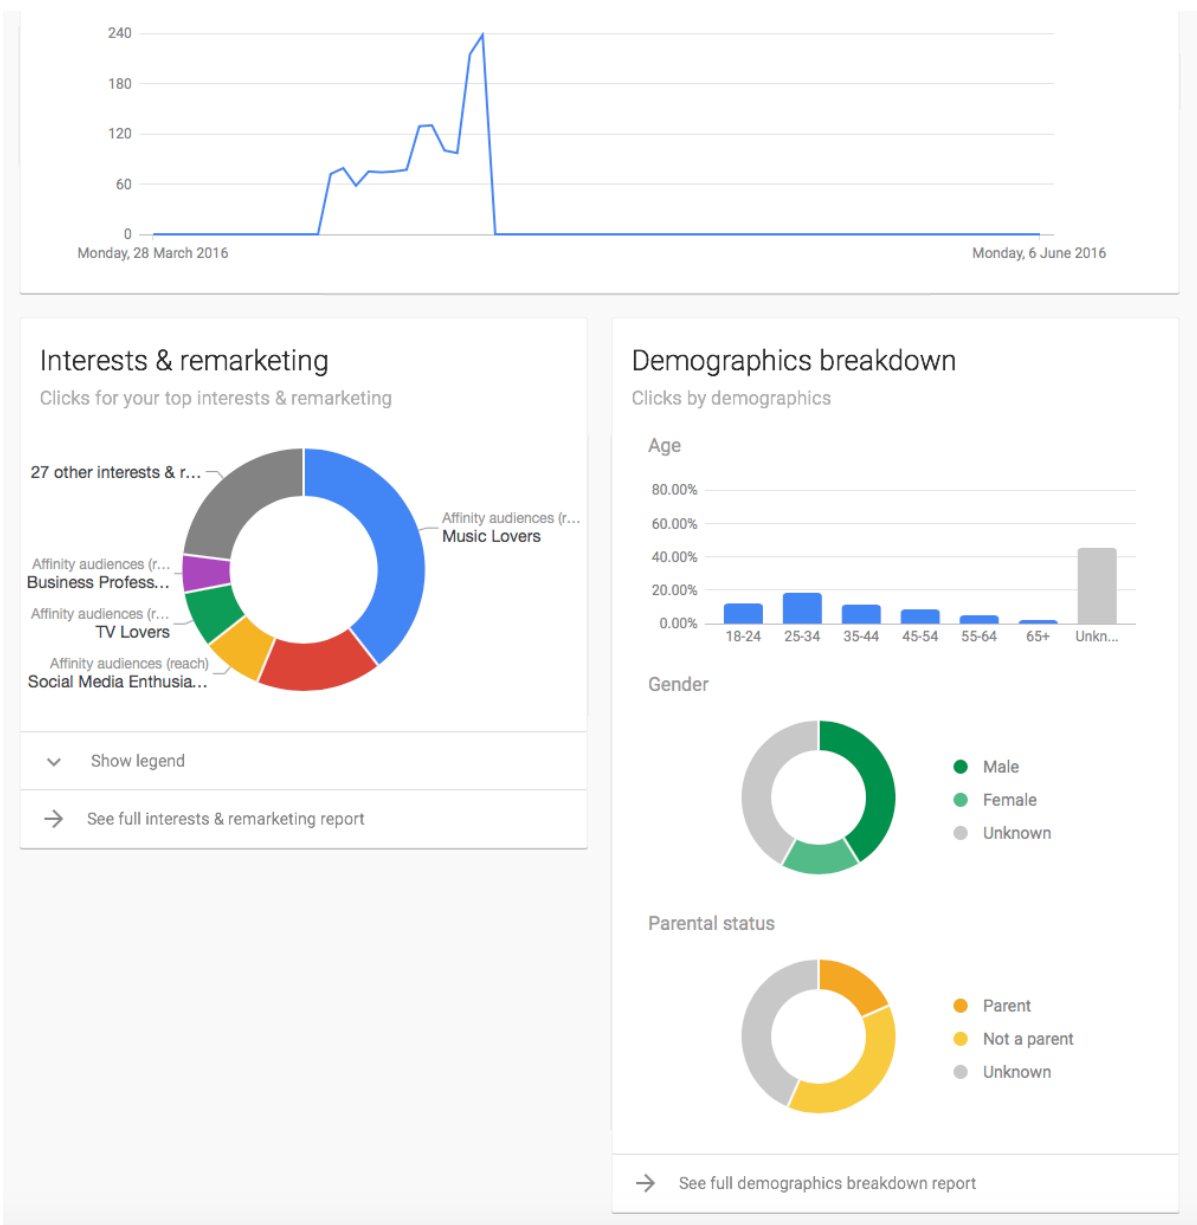 240
180
120
60
0
Monday, 28 March 2016
Monday, 6 June 2016
Interests & remarketing
Clicks for your top interests & remarketing
27 other interests & r...
Affinity audiences (r...
Music Lovers
Affinity audiences (r...
Business Profess...
Affinity audiences (r...
TV Lovers
Affinity audiences (reach)
Social Media Enthusia...
Show legend
See full interests & remarketing report
Demographics breakdown
Clicks by demographics
Age
80.00%
60.00%
40.00%
20.00%
0.00%
18-24 25-34 35-44 45-54 55-64 65+ Unkn...
Gender
Male
Female
Unknown
Parental status
Parent
Not a parent
Unknown
See full demographics breakdown report